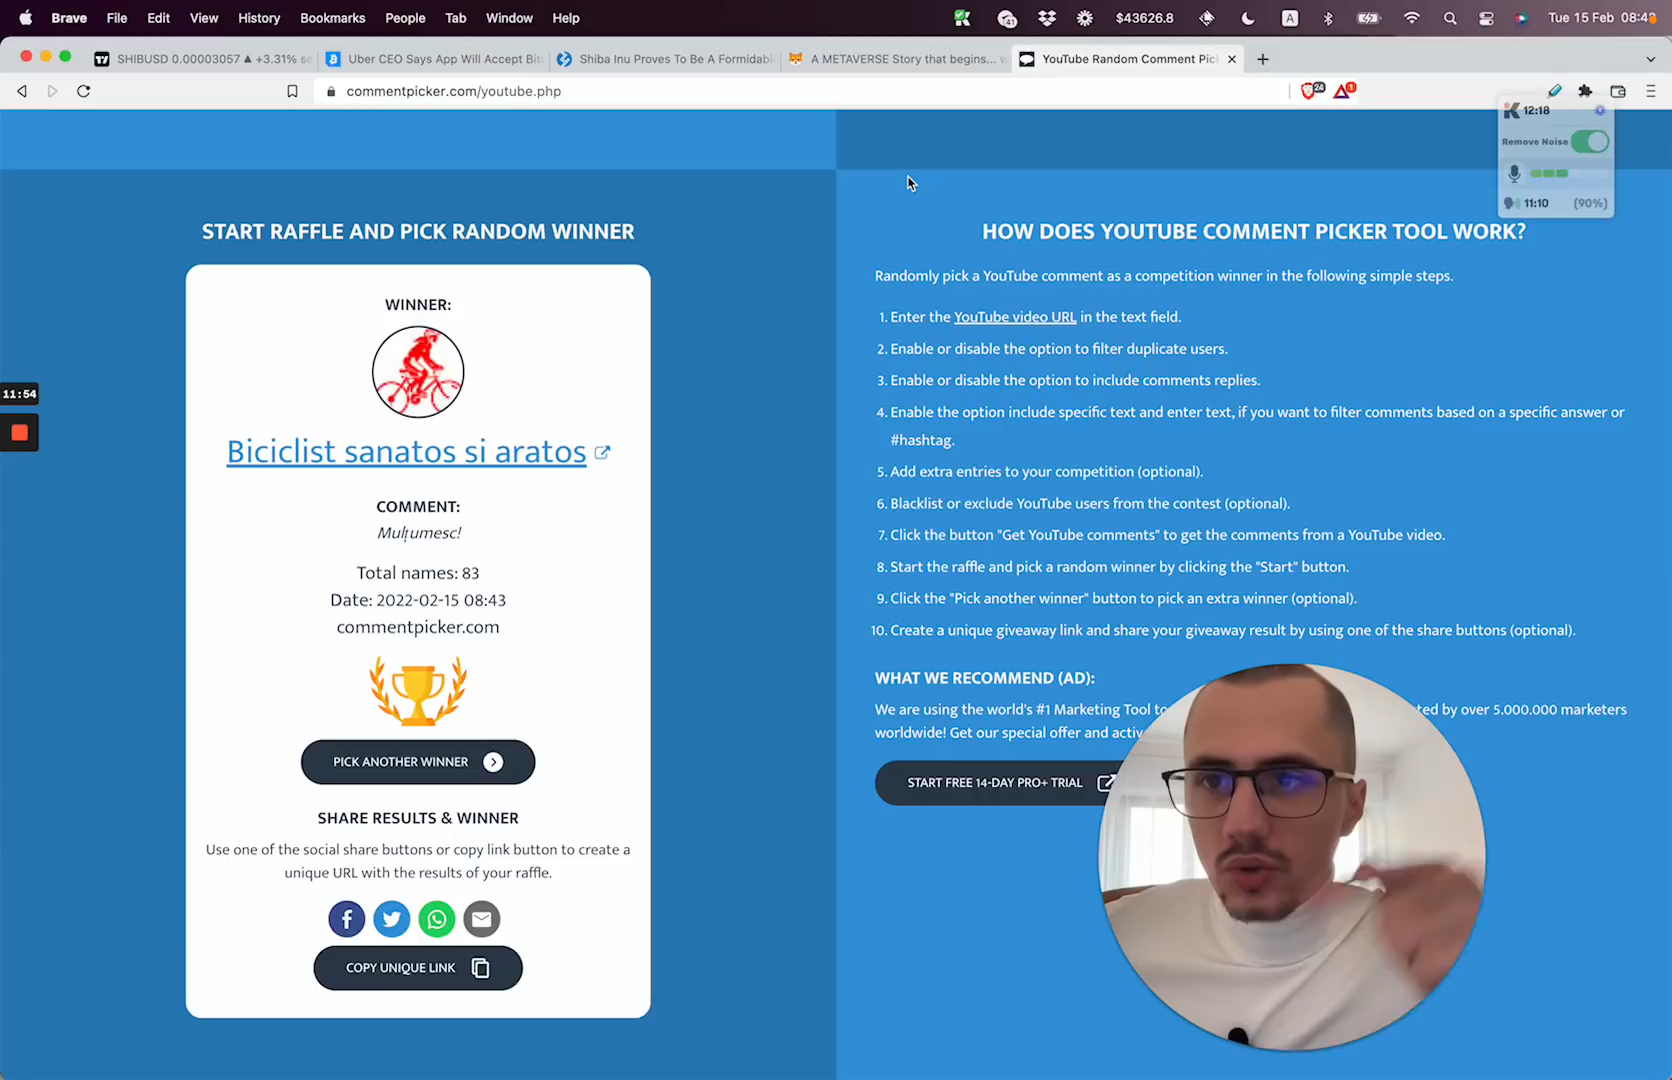 Brave File Edit View History Bookmarks People Tab Window Help
41 $43626.8 A Tue 15 Feb
SHIBUSD 0.00003057 ▲ +3.31%
Uber CEO Says App Will Accept
Shiba Inu Proves To Be A
A METAVERSE Story that begins...
YouTube Random Comment
commentpicker.com/youtube.php
24
1
12:18
Remove Noise
11:10 (90%)
11:54
START RAFFLE AND PICK RANDOM WINNER
WINNER:
Biciclist sanatos si aratos
COMMENT:
Mulțumesc!
Total names: 83
Date: 2022-02-15 08:43
commentpicker.com
PICK ANOTHER WINNER
SHARE RESULTS & WINNER
Use one of the social share buttons or copy link button to create a
unique URL with the results of your raffle.
COPY UNIQUE LINK
HOW DOES YOUTUBE COMMENT PICKER TOOL WORK?
Randomly pick a YouTube comment as a competition winner in the following simple steps.
1. Enter the YouTube video URL in the text field.
2. Enable or disable the option to filter duplicate users.
3. Enable or disable the option to include comments replies.
4. Enable the option include specific text and enter text, if you want to filter comments based on a specific answer or
#hashtag.
5. Add extra entries to your competition (optional).
6. Blacklist or exclude YouTube users from the contest (optional).
7. Click the button "Get YouTube comments" to get the comments from a YouTube video.
8. Start the raffle and pick a random winner by clicking the "Start" button.
9. Click the "Pick another winner" button to pick an extra winner (optional).
10. Create a unique giveaway link and share your giveaway result by using one of the share buttons (optional).
WHAT WE RECOMMEND (AD):
We are using the world's #1 Marketing Tool to
by over 5.000.000 marketers
worldwide! Get our special offer and
START FREE 14-DAY PRO+ TRIAL